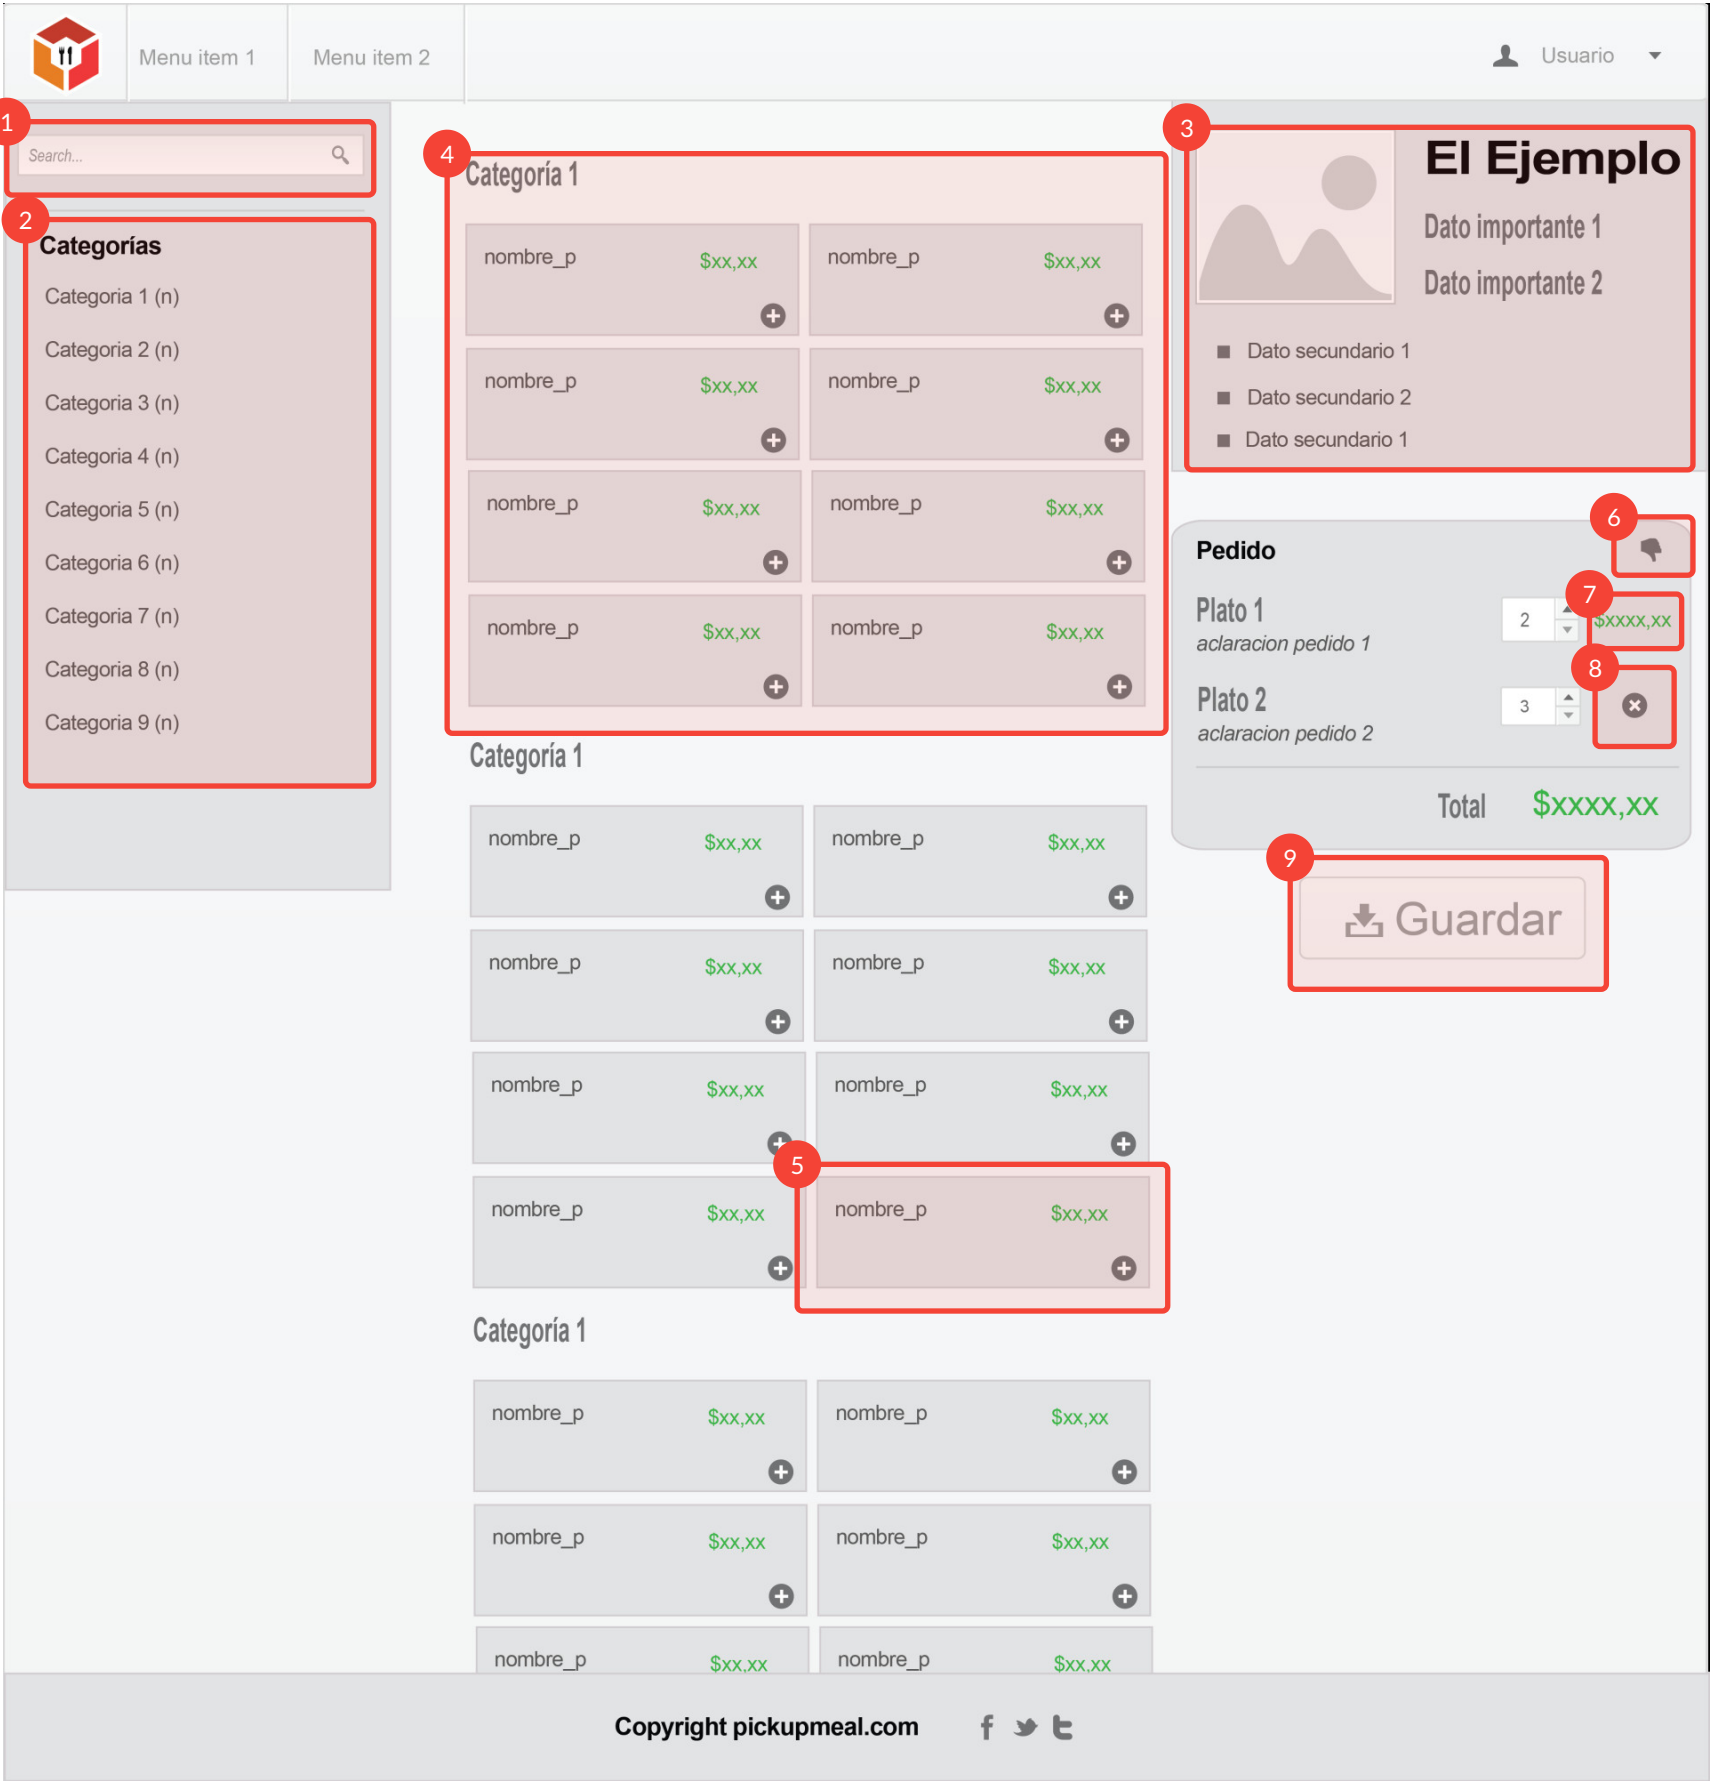 Menu item 1
Menu item 2
Usuario
1
Search...
2
Categorías
Categoria 1 (n)
Categoria 2 (n)
Categoria 3 (n)
Categoria 4 (n)
Categoria 5 (n)
Categoria 6 (n)
Categoria 7 (n)
Categoria 8 (n)
Categoria 9 (n)
4
Categoría 1
nombre_p $xx,xx nombre_p $xx,xx
nombre_p $xx,xx nombre_p $xx,xx
nombre_p $xx,xx nombre_p $xx,xx
nombre_p $xx,xx nombre_p $xx,xx
Categoría 1
nombre_p $xx,xx nombre_p $xx,xx
nombre_p $xx,xx nombre_p $xx,xx
nombre_p $xx,xx nombre_p $xx,xx
5
nombre_p $xx,xx nombre_p $xx,xx
Categoría 1
nombre_p $xx,xx nombre_p $xx,xx
nombre_p $xx,xx nombre_p $xx,xx
nombre_p $xx,xx nombre_p $xx,xx
3
El Ejemplo
Dato importante 1
Dato importante 2
Dato secundario 1
Dato secundario 2
Dato secundario 1
6
Pedido
7
Plato 1 2 $xxxx,xx
aclaracion pedido 1
8
Plato 2 3
aclaracion pedido 2
Total $xxxx,xx
9
Guardar
Copyright pickupmeal.com